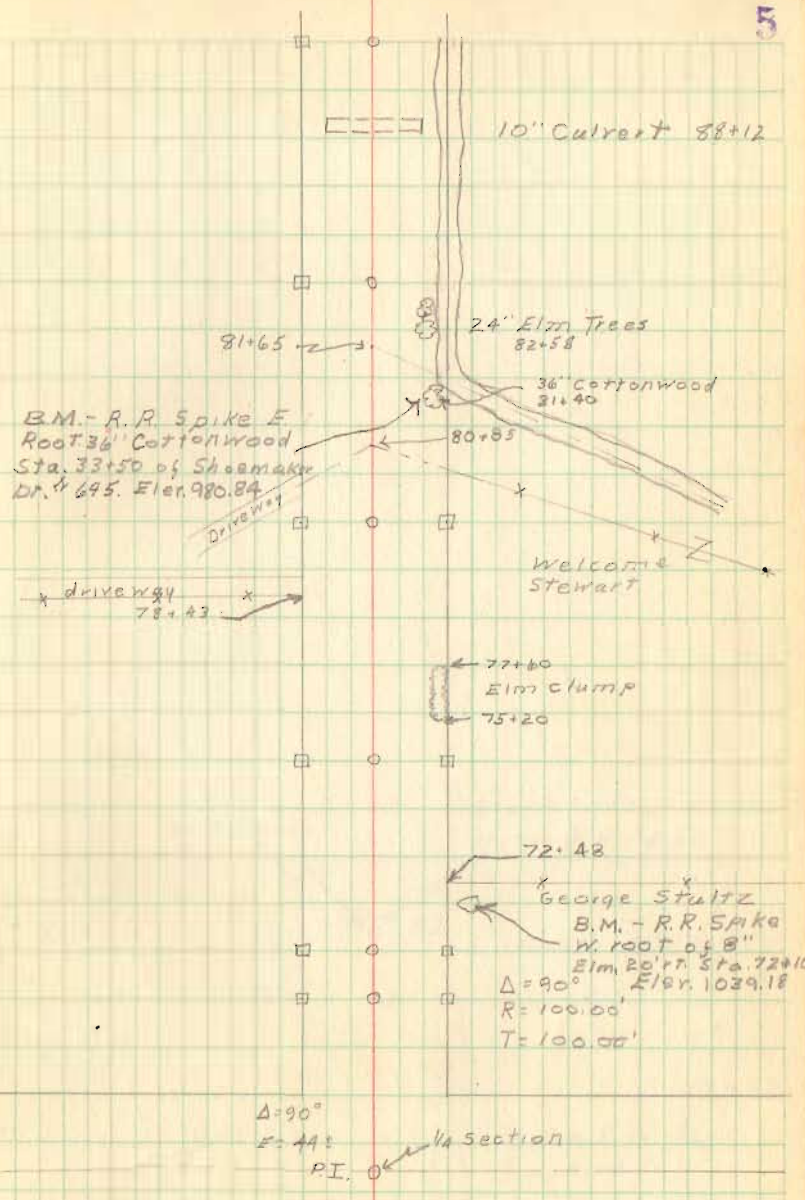 5
10" Culvert 88+12
24" Elm Trees
82+58
81+65
36" Cottonwood
81+40
B.M.- R.R. Spike E
Root 36" Cottonwood
Sta. 33+50 of Shoemake
Dr. 645. Elev. 980.84
80+85
Driveway
Welcome
Stewart
driveway
78+43
77+60
Elm Clump
75+20
72+48
George Stultz
B.M. - R.R. Spike
W. root of 8"
Elm, 20' rt. Sta. 72+10
Elev. 1039.18
Δ=90°
R=100.00'
T=100.00'
Δ=90°
1/4 Section
P.I.